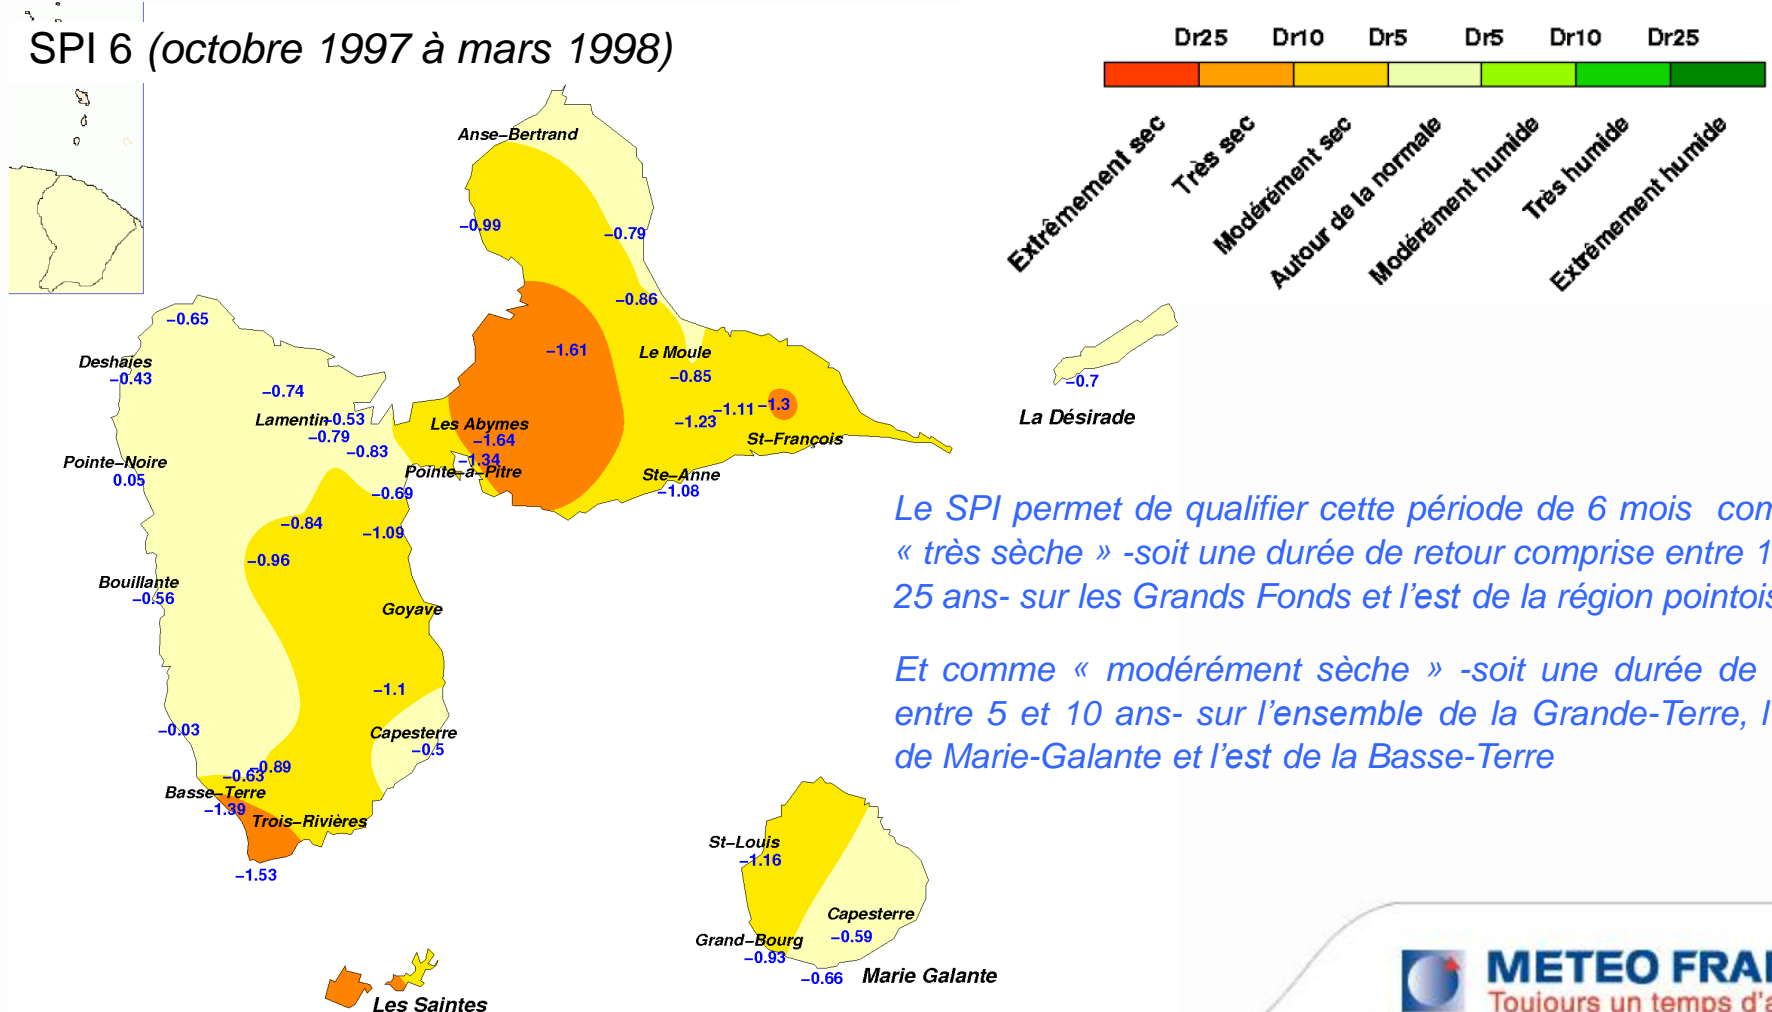 SPI 6 (octobre 1997 à mars 1998)
Dr25 Dr10 Dr5 Dr5 Dr10 Dr25
Extrêmement sec
Très sec
Modérément sec
Autour de la normale
Modérément humide
Très humide
Extrêmement humide
Anse-Bertrand
-0.99
-0.79
-0.86
-0.65
Deshaies
-0.43
-0.74
-1.61
Le Moule
-0.85
-0.7
La Désirade
Lamentin -0.53
-0.79
-0.83
Les Abymes
-1.64
-1.34
Pointe-à-Pitre
-1.23
-1.11 -1.3
St-François
Ste-Anne
-1.08
Pointe-Noire
0.05
-0.69
-0.84
-1.09
-0.96
Bouillante
-0.56
Goyave
-1.1
-0.03
Capesterre
-0.5
-0.89
-0.63
Basse-Terre
-1.39
Trois-Rivières
-1.53
Le SPI permet de qualifier cette période de 6 mois
« très sèche » -soit une durée de retour comprise entre
25 ans- sur les Grands Fonds et l'est de la région
Et comme « modérément sèche » -soit une durée de
entre 5 et 10 ans- sur l'ensemble de la Grande-Terre,
de Marie-Galante et l'est de la Basse-Terre
St-Louis
-1.16
Capesterre
-0.59
Grand-Bourg
-0.93
-0.66
Marie Galante
Les Saintes
METEO
Toujours un temps